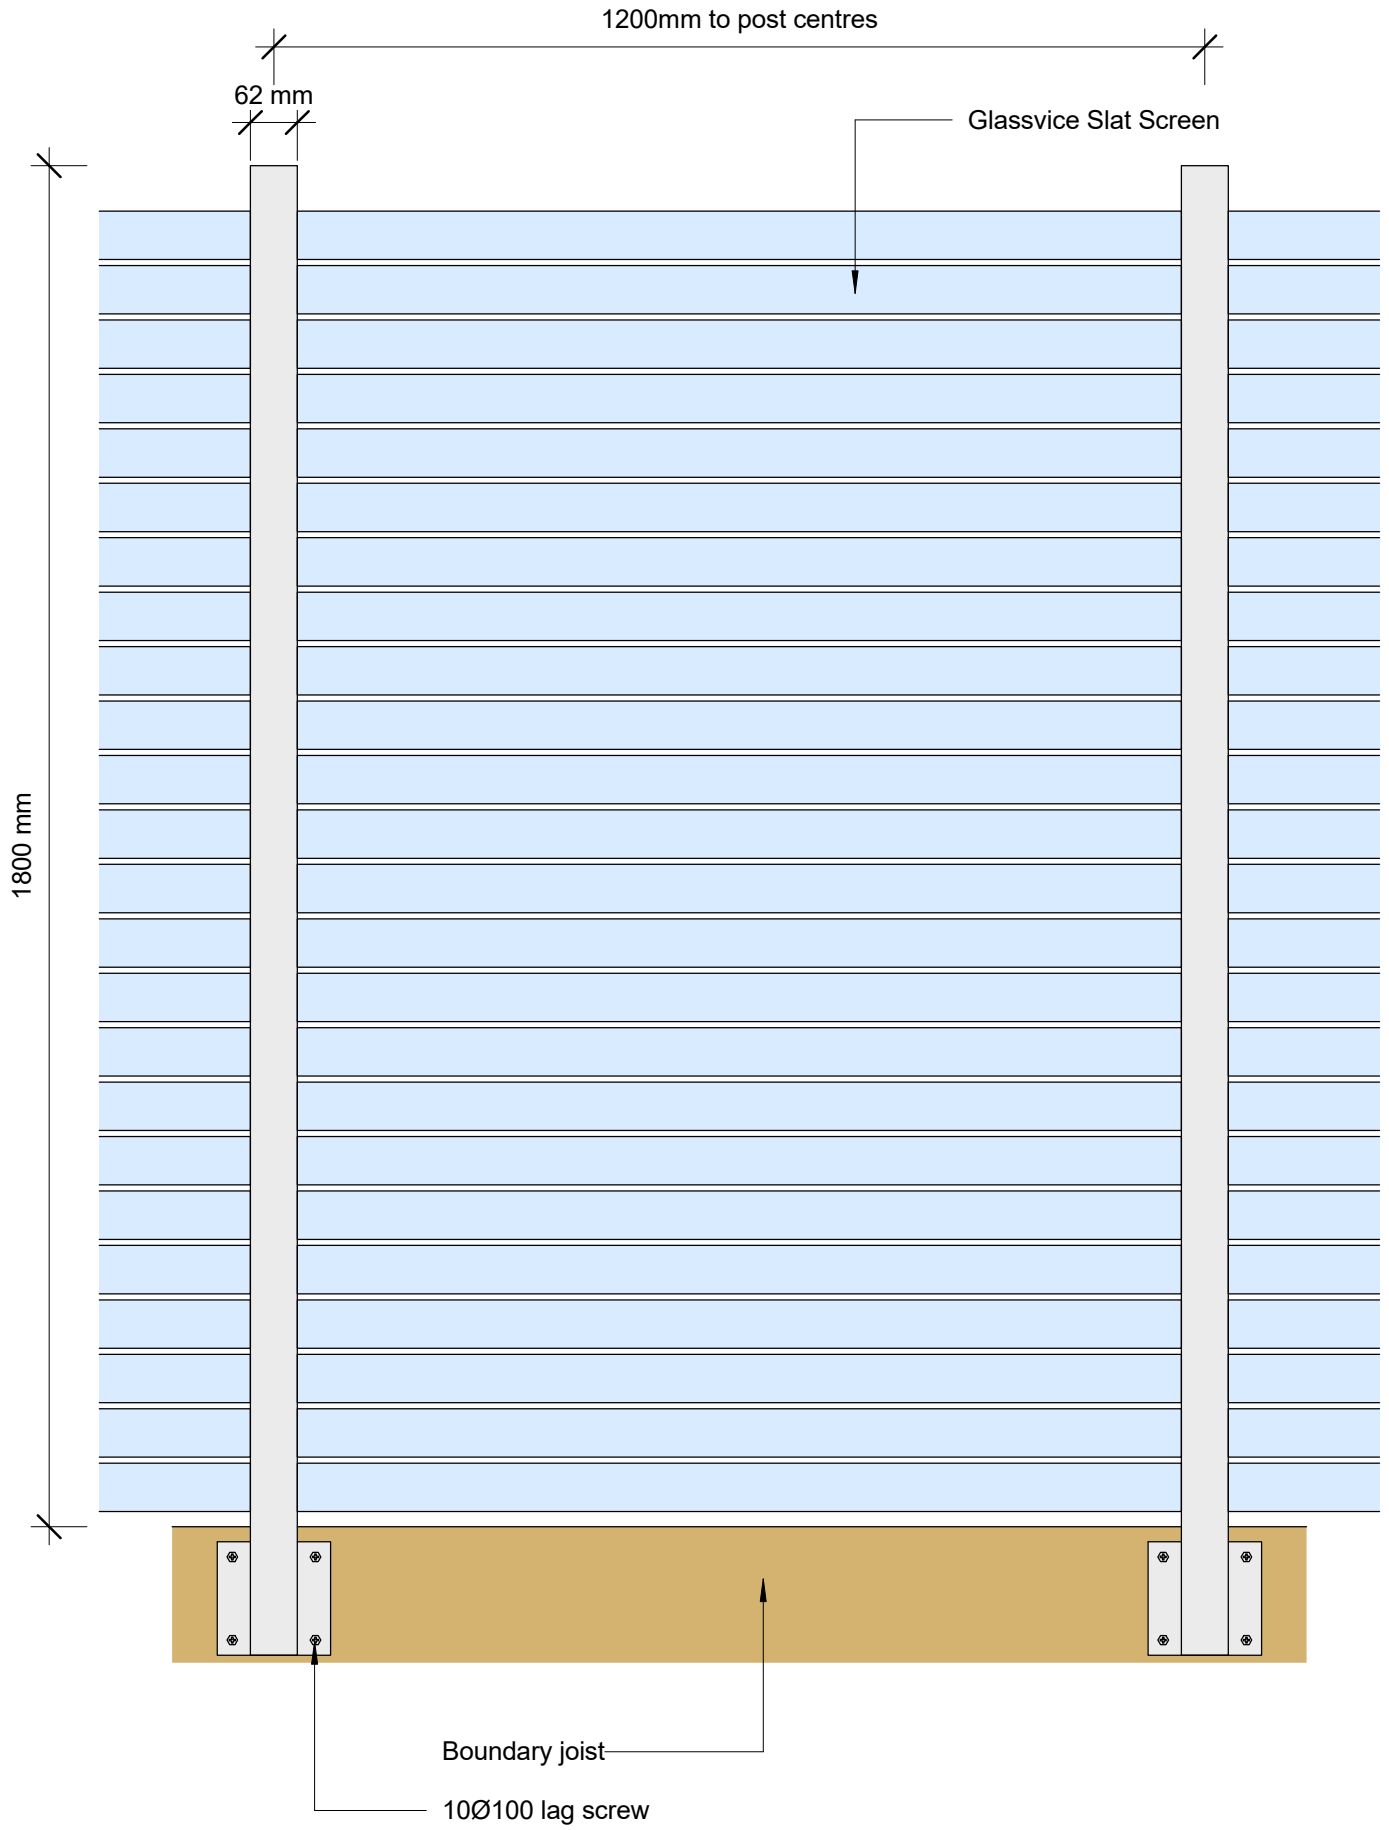 1200mm to post centres
62 mm
Glassvice Slat Screen
1800 mm
Boundary joist
10Ø100 lag screw